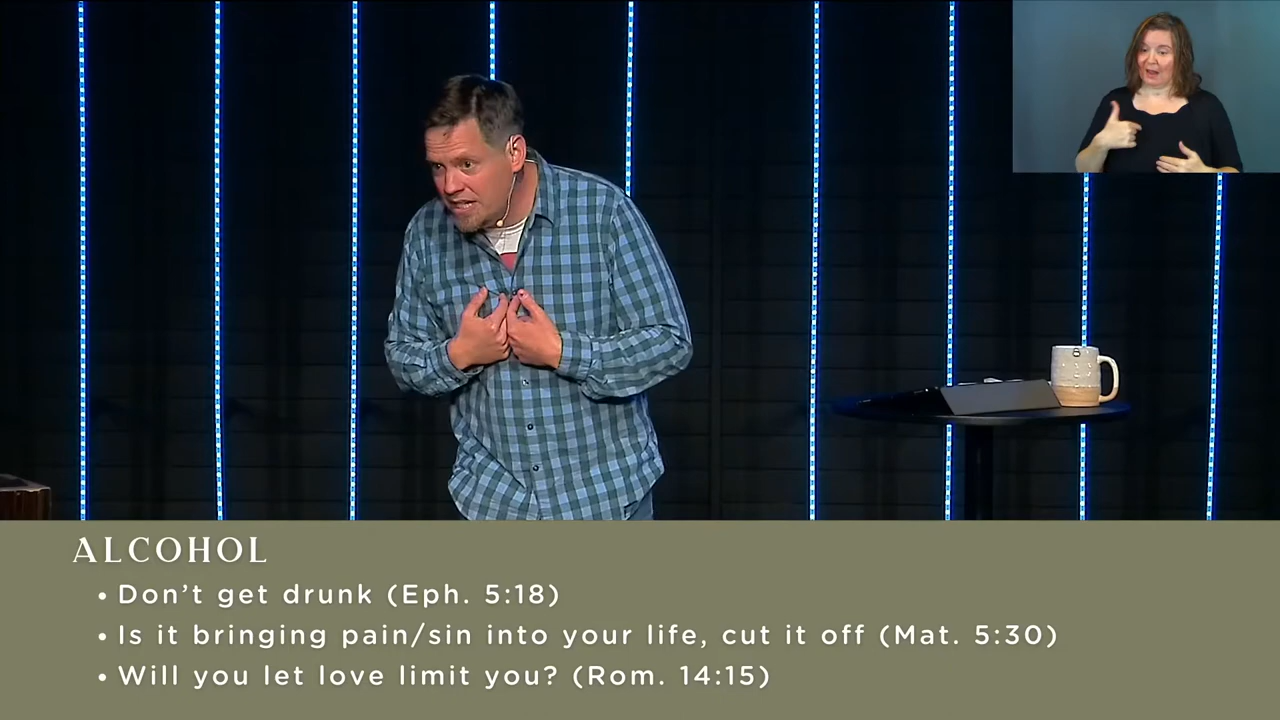 ALCOHOL
• Don't get drunk (Eph. 5:18)
• Is it bringing pain/sin into your life, cut it off (Mat. 5:30)
• Will you let love limit you? (Rom. 14:15)